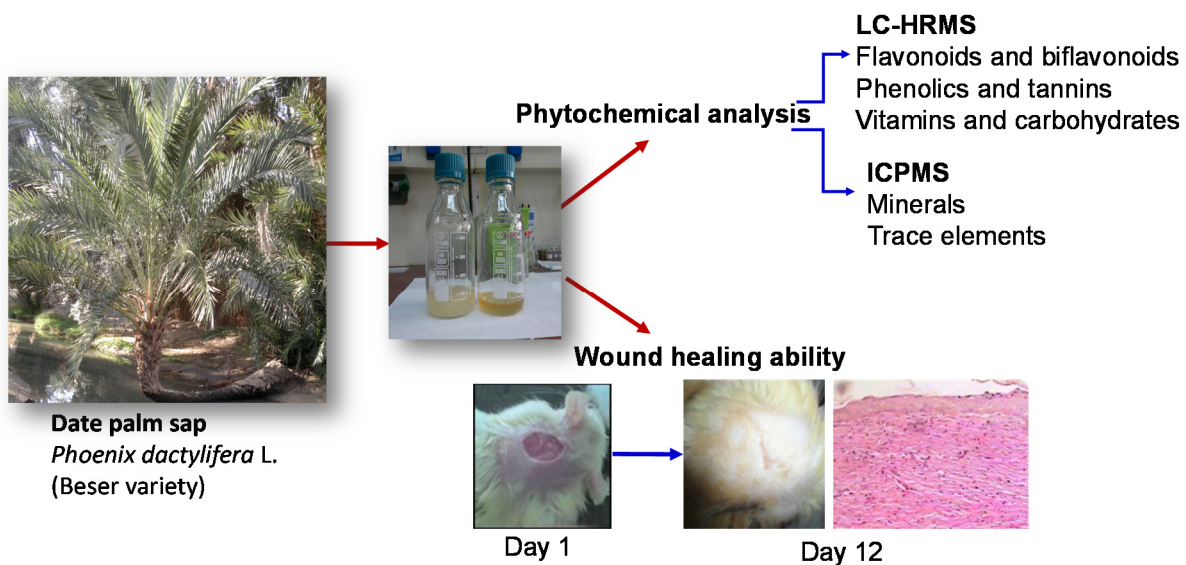 LC-HRMS
Flavonoids and biflavonoids
Phenolics and tannins
Vitamins and carbohydrates
Phytochemical analysis
ICPMS
Minerals
Trace elements
Wound healing ability
Date palm sap
Phoenix dactylifera L.
(Beser variety)
Day 1
Day 12